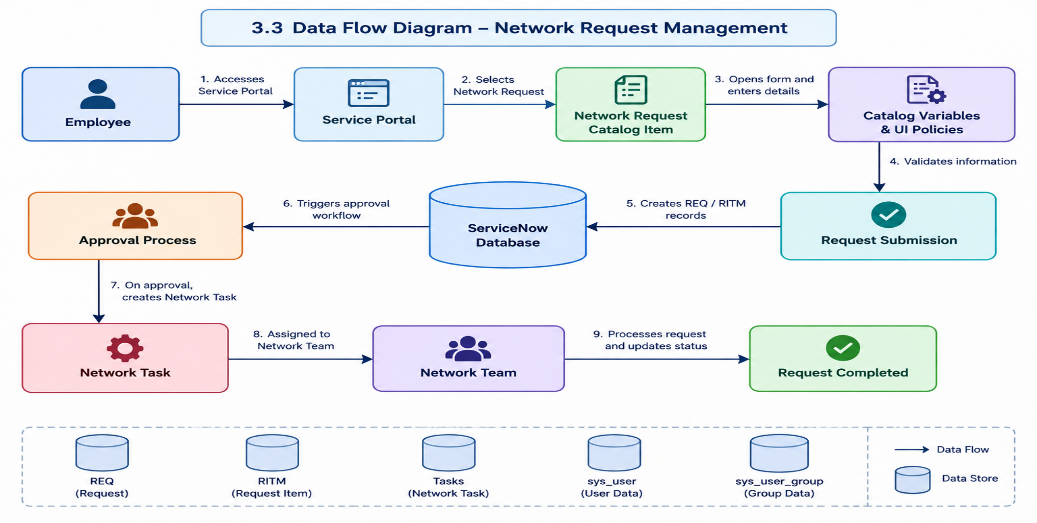 3.3 Data Flow Diagram – Network Request Management
Employee
1. Accesses
Service Portal
Service Portal
2. Selects
Network Request
Network Request
Catalog Item
3. Opens form and
enters details
Catalog Variables
& UI Policies
4. Validates information
Request Submission
5. Creates REQ / RITM
records
ServiceNow
Database
6. Triggers approval
workflow
Approval Process
7. On approval,
creates Network Task
Network Task
8. Assigned to
Network Team
Network Team
9. Processes request
and updates status
Request Completed
REQ
(Request)
RITM
(Request Item)
Tasks
(Network Task)
sys_user
(User Data)
sys_user_group
(Group Data)
Data Flow
Data Store